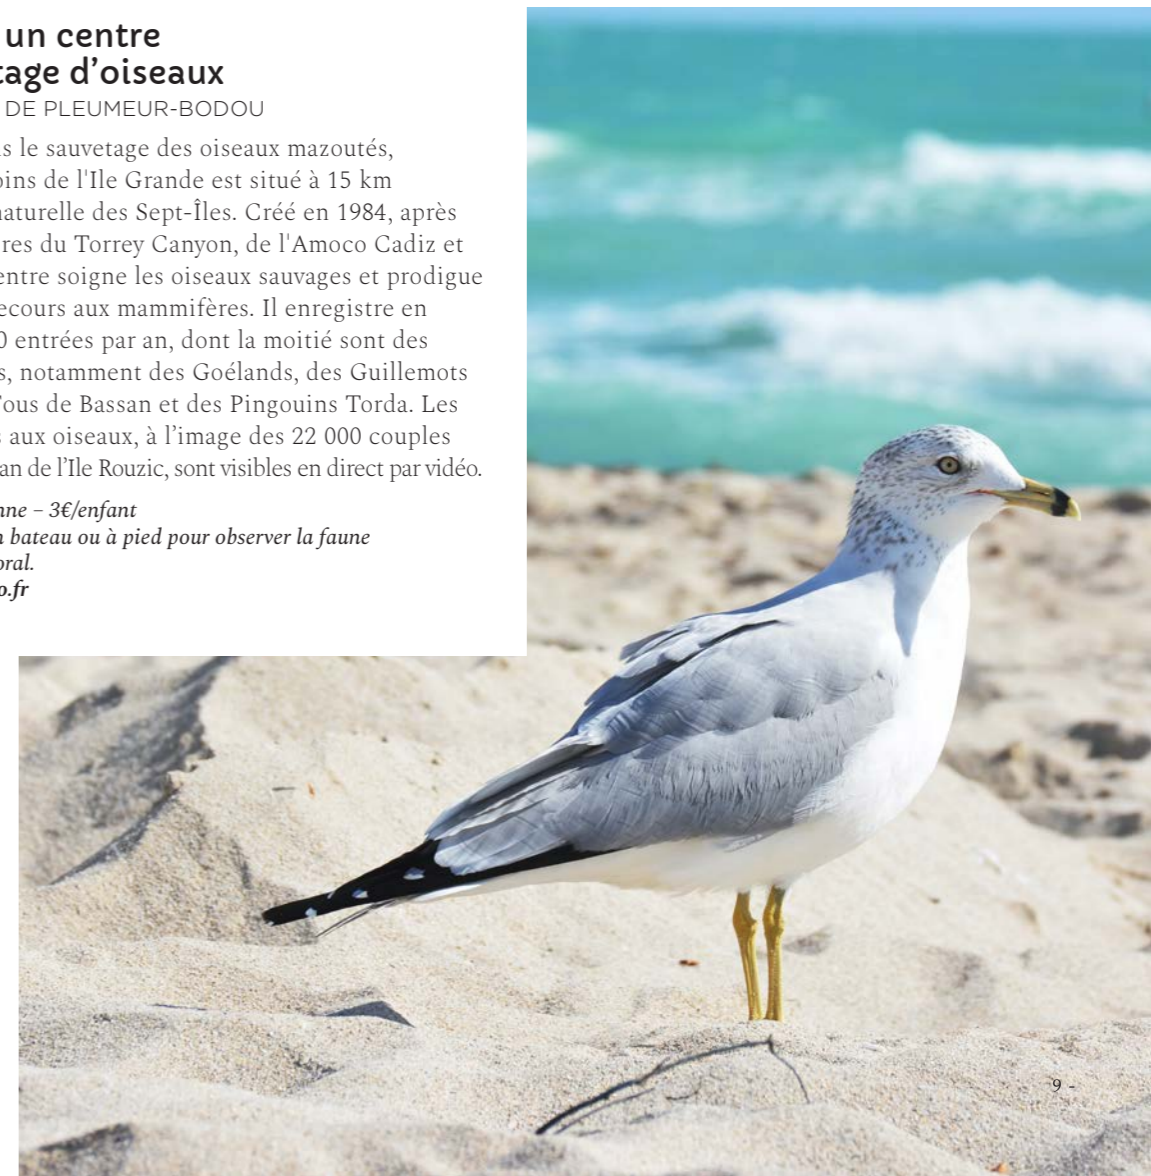 un centre
tage d’oiseaux
DE PLEUMEUR-BODOU
s le sauvetage des oiseaux mazoutés,
oins de l'Ile Grande est situé à 15 km
naturelle des Sept-Îles. Créé en 1984, après
res du Torrey Canyon, de l'Amoco Cadiz et
entre soigne les oiseaux sauvages et prodigue
ecours aux mammifères. Il enregistre en
0 entrées par an, dont la moitié sont des
s, notamment des Goélands, des Guillemots
ous de Bassan et des Pingouins Torda. Les
s aux oiseaux, à l’image des 22 000 couples
an de l’Ile Rouzic, sont visibles en direct par vidéo.
nne – 3€/enfant
n bateau ou à pied pour observer la faune
oral.
o.fr
9 -